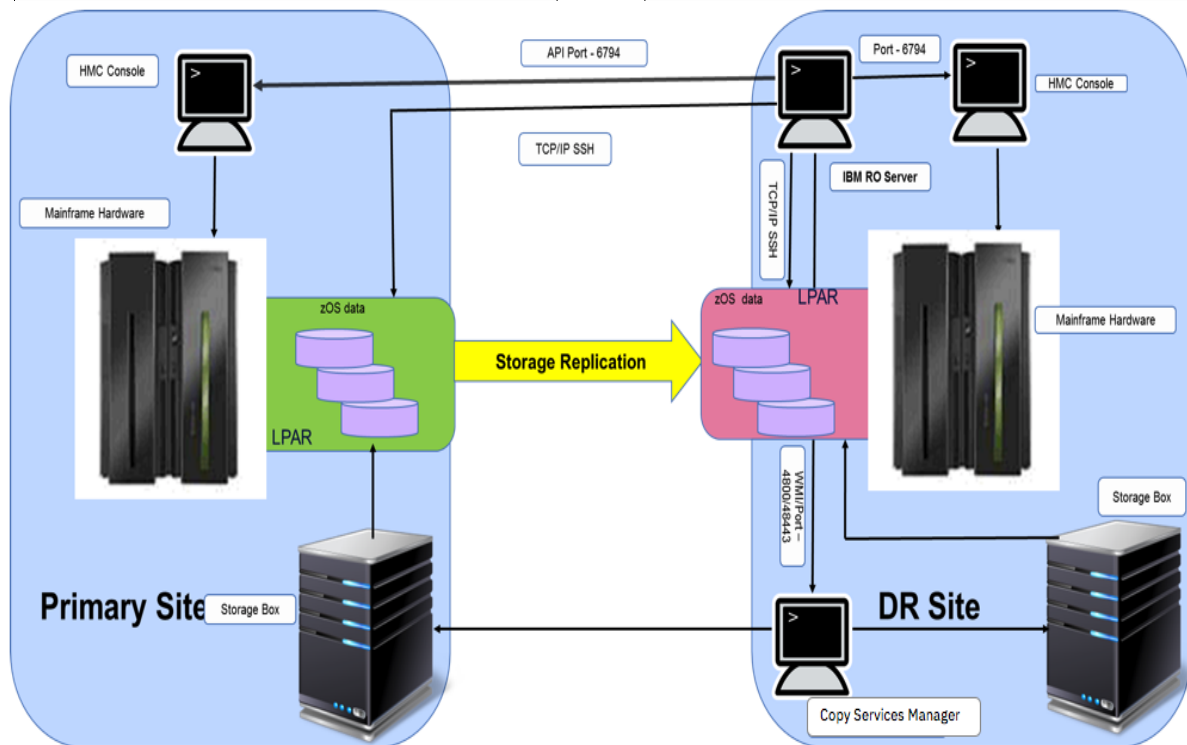 API Port - 6794
Port - 6794
HMC Console
HMC Console
TCP/IP SSH
IBM RO Server
TCP/IP SSH
Mainframe Hardware
zOS data
LPAR
zOS data
LPAR
Mainframe Hardware
Storage Replication
WMI/Port –
4800/48443
Storage Box
Primary Site
Storage Box
DR Site
Copy Services Manager